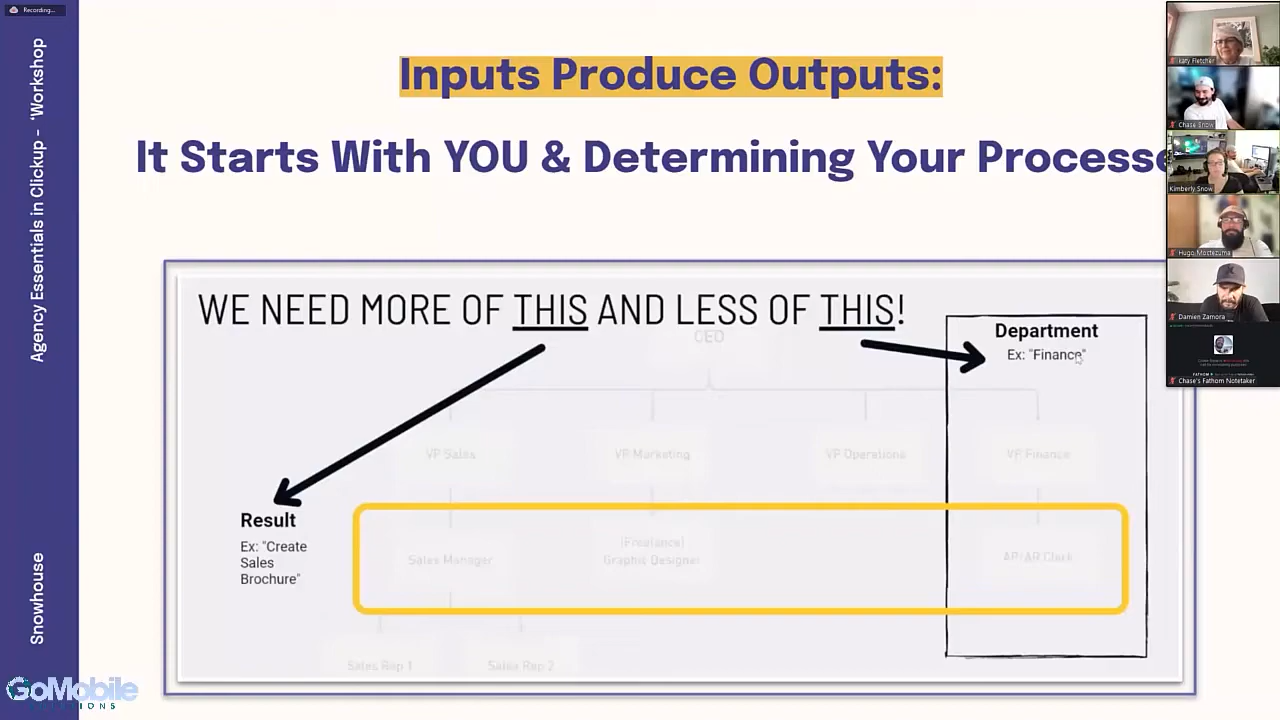 Recording...
Agency Essentials in Clickup - 'Workshop
Snowhouse
Inputs Produce Outputs:
It Starts With YOU & Determining Your Process
WE NEED MORE OF THIS AND LESS OF THIS!
CEO
Department
Ex: "Finance"
VP Sales
VP Marketing
VP Operations
VP Finance
Result
Ex: "Create
Sales
Brochure"
Sales Manager
(Freelance)
Graphic Designer
AP/AR Clerk
Sales Rep 1
Sales Rep 2
GoMobile
Katy Fletcher
Chase Snow
Kimberly Snow
Hugo Moctezuma
Damien Zamora
FATHOM
Chase's Fathom Notetaker